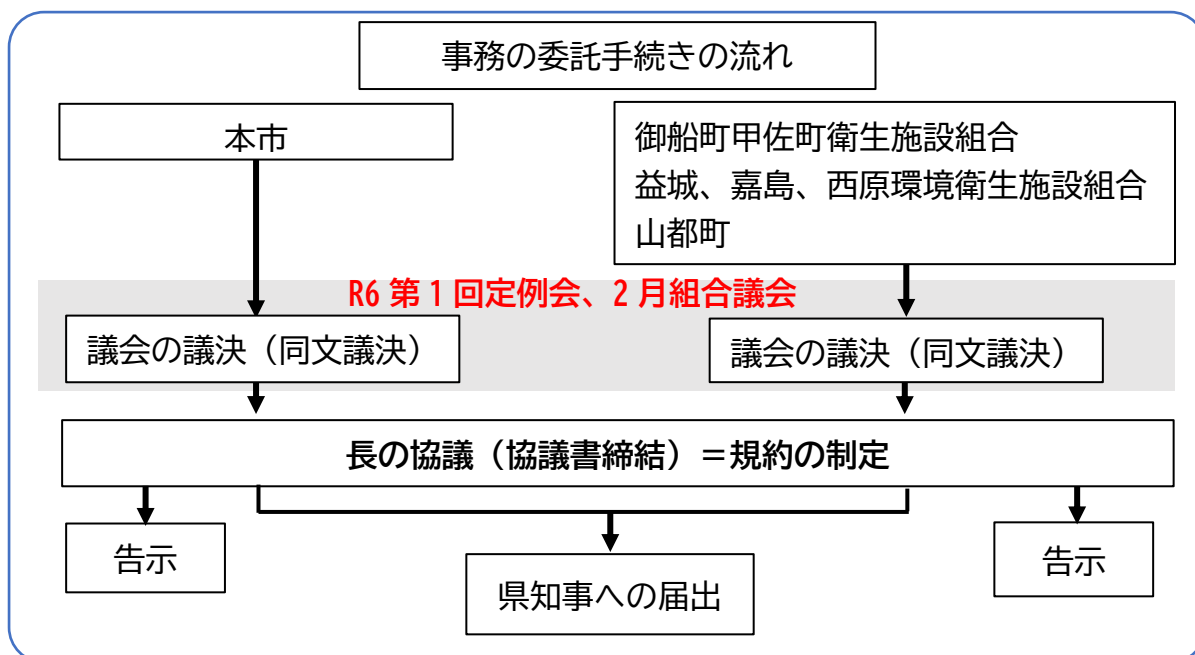 事務の委託手続きの流れ
本市
御船町甲佐町衛生施設組合
益城、嘉島、西原環境衛生施設組合
山都町
R6 第1回定例会、2月組合議会
議会の議決（同文議決）
議会の議決（同文議決）
長の協議（協議書締結）＝規約の制定
告示
告示
県知事への届出